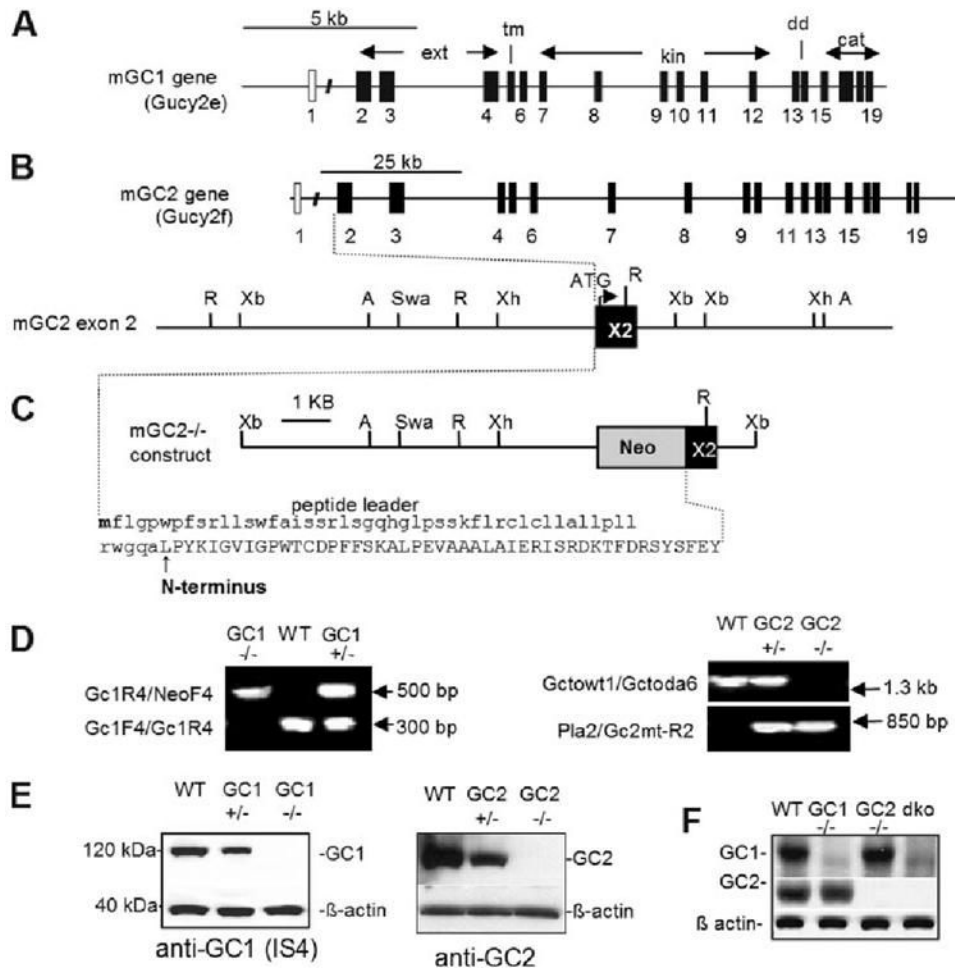 A
5 kb
ext
tm
kin
dd
cat
mGC1 gene
(Gucy2e)
1 2 3 4 6 7 8 9 10 11 12 13 15 19
B
25 kb
mGC2 gene
(Gucy2f)
1 2 3 4 6 7 8 9 11 13 15 19
ATG R
R Xb A Swa R Xh Xb Xb Xh A
mGC2 exon 2
X2
C
1 KB
R
Xb A Swa R Xh Xb
mGC2-/-
construct
Neo X2
peptide leader
mflgpwpfsrllswfaissrlsgqhglpsskflrclcllallpll
rwgqaLPYKIGVIGPWTCDPFFSKALPEVAAALAIERISRDKTFDRSYSFEY
↑
N-terminus
D
GC1 WT GC1
-/- +/-
Gc1R4/NeoF4 500 bp
Gc1F4/Gc1R4 300 bp
WT GC2 GC2
+/- -/-
Gctowt1/Gctoda6 1.3 kb
Pla2/Gc2mt-R2 850 bp
E
WT GC1 GC1
+/- -/-
120 kDa- -GC1
40 kDa- -ß-actin
anti-GC1 (IS4)
WT GC2 GC2
+/- -/-
-GC2
-ß-actin
anti-GC2
F
WT GC1 GC2 dko
-/- -/-
GC1-
GC2-
ß actin-